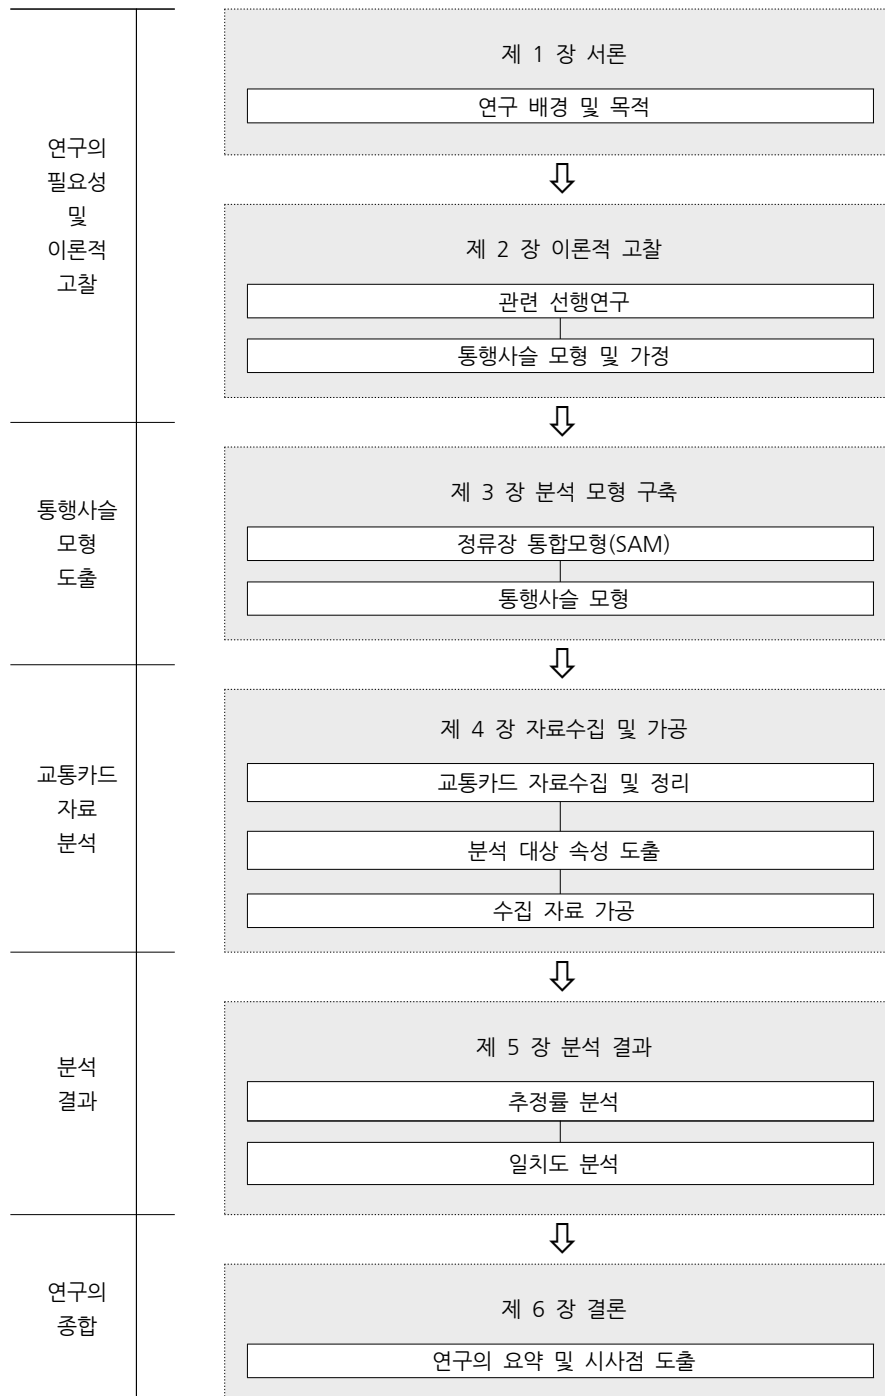 연구의
필요성
및
이론적
고찰
제 1 장 서론
연구 배경 및 목적
제 2 장 이론적 고찰
관련 선행연구
통행사슬 모형 및 가정
통행사슬
모형
도출
제 3 장 분석 모형 구축
정류장 통합모형(SAM)
통행사슬 모형
교통카드
자료
분석
제 4 장 자료수집 및 가공
교통카드 자료수집 및 정리
분석 대상 속성 도출
수집 자료 가공
분석
결과
제 5 장 분석 결과
추정률 분석
일치도 분석
연구의
종합
제 6 장 결론
연구의 요약 및 시사점 도출